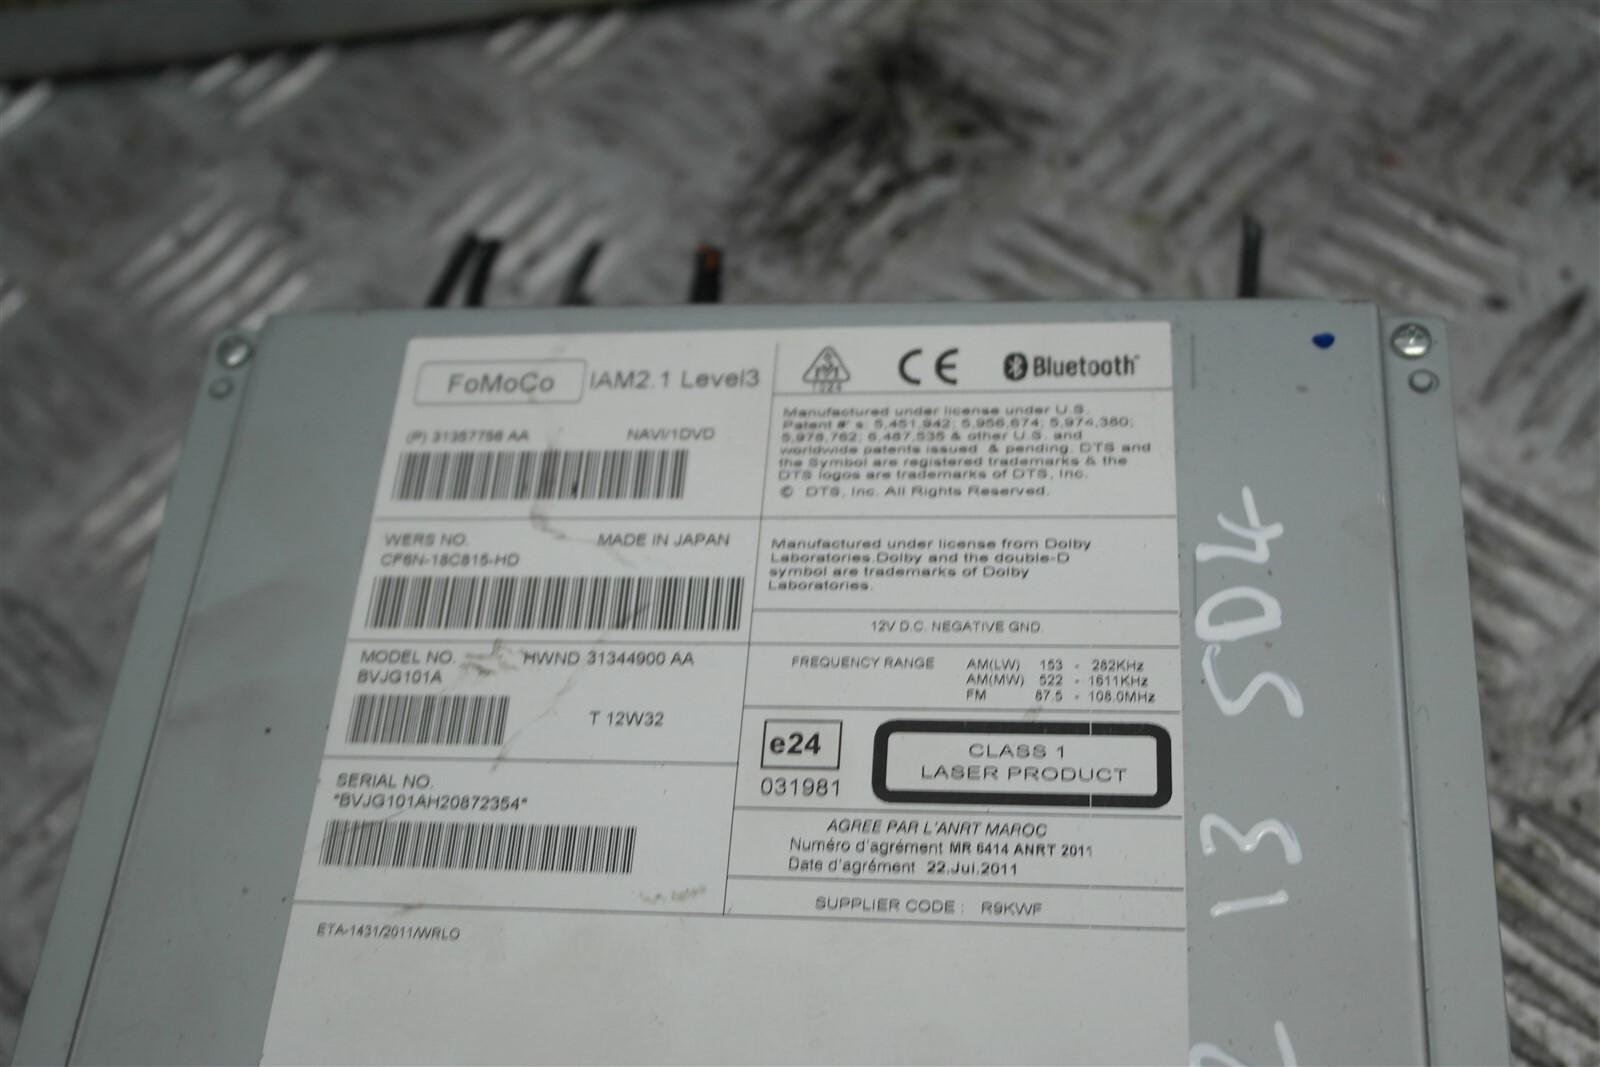 FoMoCo IAM2.1 Level3
(P) 31357756 AA NAVI/1DVD
WERS NO. MADE IN JAPAN
CF6N-18C815-HD
MODEL NO. HWND 31344900 AA
BVJG101A
T 12W32
SERIAL NO.
*BVJG101AH20872354*
ETA-1431/2011/WRLO
1024
CE
Bluetooth
Manufactured under license under U.S.
Patent #'s: 5,451,942; 5,956,674; 5,974,380;
5,978,762; 6,487,535 & other U.S. and
worldwide patents issued & pending. DTS and
the Symbol are registered trademarks & the
DTS logos are trademarks of DTS, Inc.
© DTS, Inc. All Rights Reserved.
Manufactured under license from Dolby
Laboratories.Dolby and the double-D
symbol are trademarks of Dolby
Laboratories.
12V D.C. NEGATIVE GND.
FREQUENCY RANGE AM(LW) 153 - 282KHz
AM(MW) 522 - 1611KHz
FM 87.5 - 108.0MHz
e24
031981
CLASS 1
LASER PRODUCT
AGREE PAR L'ANRT MAROC
Numéro d'agrément MR 6414 ANRT 2011
Date d'agrément 22.Jul.2011
SUPPLIER CODE : R9KWF